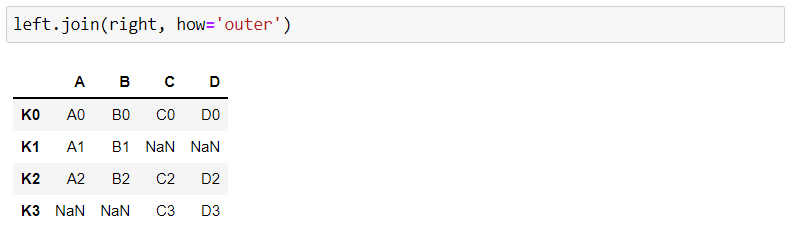 left.join(right, how='outer')
A B C D
K0 A0 B0 C0 D0
K1 A1 B1 NaN NaN
K2 A2 B2 C2 D2
K3 NaN NaN C3 D3